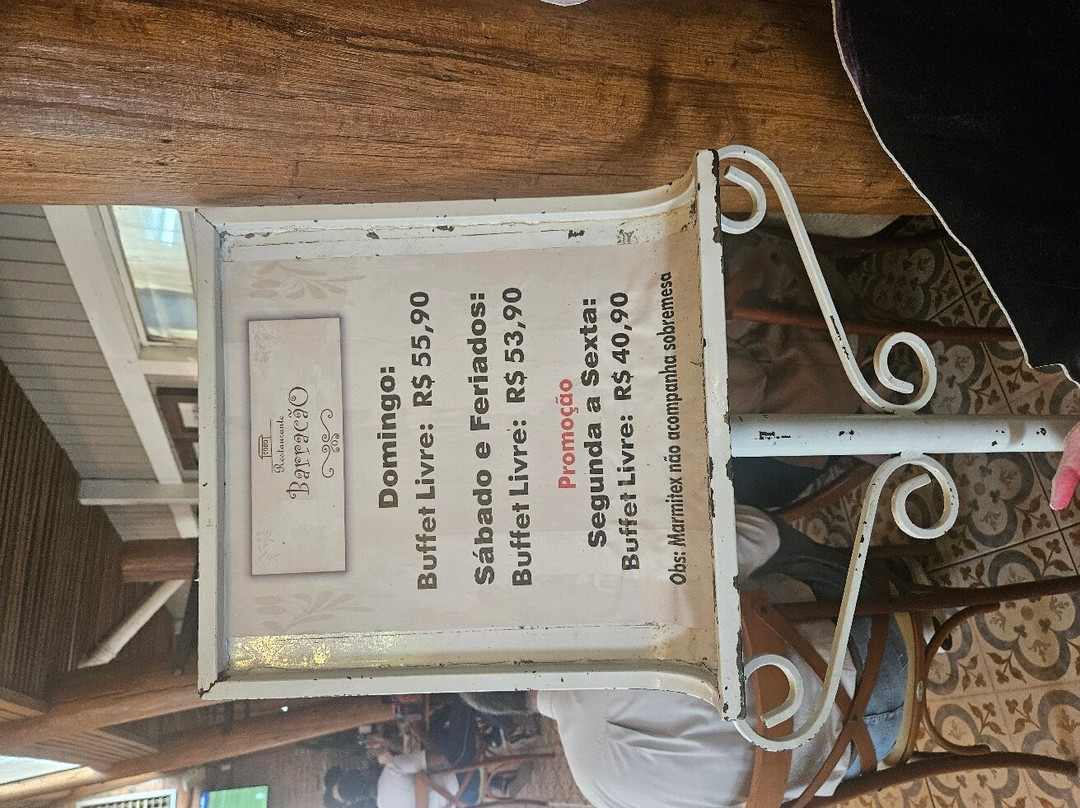 Restaurante
Barracão
Domingo:
Buffet Livre: R$ 55,90
Sábado e Feriados:
Buffet Livre: R$ 53,90
Promoção
Segunda a Sexta:
Buffet Livre: R$ 40,90
Obs: Marmitex não acompanha sobremesa